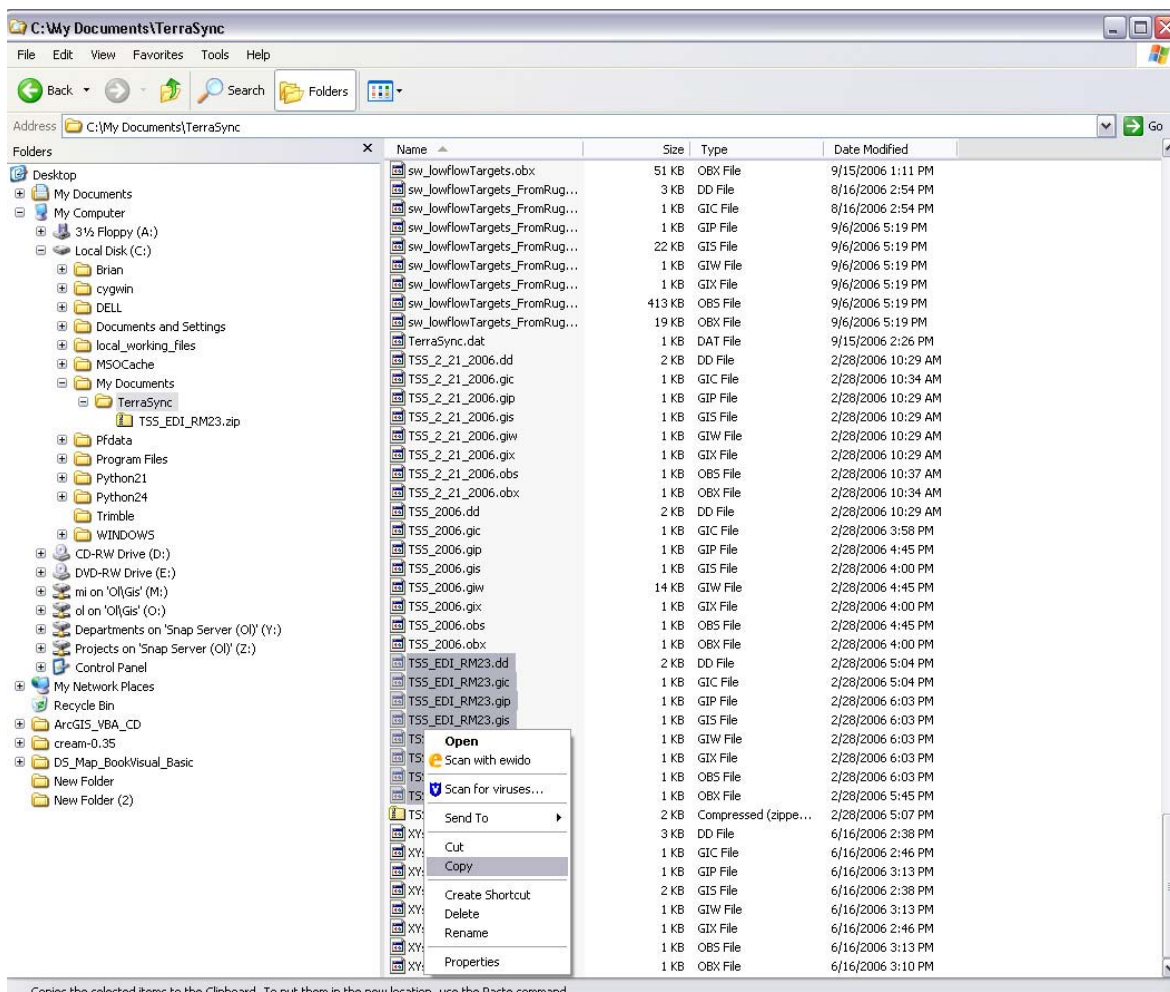 C:\My Documents\TerraSync
File Edit View Favorites Tools Help
Back Search Folders
Address C:\My Documents\TerraSync Go
Folders
Desktop
My Documents
My Computer
3½ Floppy (A:)
Local Disk (C:)
Brian
cygwin
DELL
Documents and Settings
local_working_files
MSOCache
My Documents
TerraSync
TSS_EDI_RM23.zip
Pfdata
Program Files
Python21
Python24
Trimble
WINDOWS
CD-RW Drive (D:)
DVD-RW Drive (E:)
mi on 'Ol\Gis' (M:)
ol on 'Ol\Gis' (O:)
Departments on 'Snap Server (Ol)' (Y:)
Projects on 'Snap Server (Ol)' (Z:)
Control Panel
My Network Places
Recycle Bin
ArcGIS_VBA_CD
cream-0.35
DS_Map_BookVisual_Basic
New Folder
New Folder (2)
Name Size Type Date Modified
sw_lowflowTargets.obx 51 KB OBX File 9/15/2006 1:11 PM
sw_lowflowTargets_FromRug... 3 KB DD File 8/16/2006 2:54 PM
sw_lowflowTargets_FromRug... 1 KB GIC File 8/16/2006 2:54 PM
sw_lowflowTargets_FromRug... 1 KB GIP File 9/6/2006 5:19 PM
sw_lowflowTargets_FromRug... 22 KB GIS File 9/6/2006 5:19 PM
sw_lowflowTargets_FromRug... 1 KB GIW File 9/6/2006 5:19 PM
sw_lowflowTargets_FromRug... 1 KB GIX File 9/6/2006 5:19 PM
sw_lowflowTargets_FromRug... 413 KB OBS File 9/6/2006 5:19 PM
sw_lowflowTargets_FromRug... 19 KB OBX File 9/6/2006 5:19 PM
TerraSync.dat 1 KB DAT File 9/15/2006 2:26 PM
TSS_2_21_2006.dd 2 KB DD File 2/28/2006 10:29 AM
TSS_2_21_2006.gic 1 KB GIC File 2/28/2006 10:34 AM
TSS_2_21_2006.gip 1 KB GIP File 2/28/2006 10:29 AM
TSS_2_21_2006.gis 1 KB GIS File 2/28/2006 10:29 AM
TSS_2_21_2006.giw 1 KB GIW File 2/28/2006 10:29 AM
TSS_2_21_2006.gix 1 KB GIX File 2/28/2006 10:29 AM
TSS_2_21_2006.obs 1 KB OBS File 2/28/2006 10:37 AM
TSS_2_21_2006.obx 1 KB OBX File 2/28/2006 10:34 AM
TSS_2006.dd 2 KB DD File 2/28/2006 10:29 AM
TSS_2006.gic 1 KB GIC File 2/28/2006 3:58 PM
TSS_2006.gip 1 KB GIP File 2/28/2006 4:45 PM
TSS_2006.gis 1 KB GIS File 2/28/2006 4:00 PM
TSS_2006.giw 14 KB GIW File 2/28/2006 4:45 PM
TSS_2006.gix 1 KB GIX File 2/28/2006 4:00 PM
TSS_2006.obs 1 KB OBS File 2/28/2006 4:45 PM
TSS_2006.obx 1 KB OBX File 2/28/2006 4:00 PM
TSS_EDI_RM23.dd 2 KB DD File 2/28/2006 5:04 PM
TSS_EDI_RM23.gic 1 KB GIC File 2/28/2006 5:04 PM
TSS_EDI_RM23.gip 1 KB GIP File 2/28/2006 6:03 PM
TSS_EDI_RM23.gis 1 KB GIS File 2/28/2006 6:03 PM
1 KB GIW File 2/28/2006 6:03 PM
1 KB GIX File 2/28/2006 6:03 PM
1 KB OBS File 2/28/2006 6:03 PM
1 KB OBX File 2/28/2006 5:45 PM
2 KB Compressed (zippe... 2/28/2006 5:07 PM
3 KB DD File 6/16/2006 2:38 PM
1 KB GIC File 6/16/2006 2:46 PM
1 KB GIP File 6/16/2006 3:13 PM
2 KB GIS File 6/16/2006 2:38 PM
1 KB GIW File 6/16/2006 3:13 PM
1 KB GIX File 6/16/2006 2:46 PM
1 KB OBS File 6/16/2006 3:13 PM
1 KB OBX File 6/16/2006 3:10 PM
Open
Scan with ewido
Scan for viruses...
Send To
Cut
Copy
Create Shortcut
Delete
Rename
Properties
Copies the selected items to the Clipboard. To put them in the new location, use the Paste command.